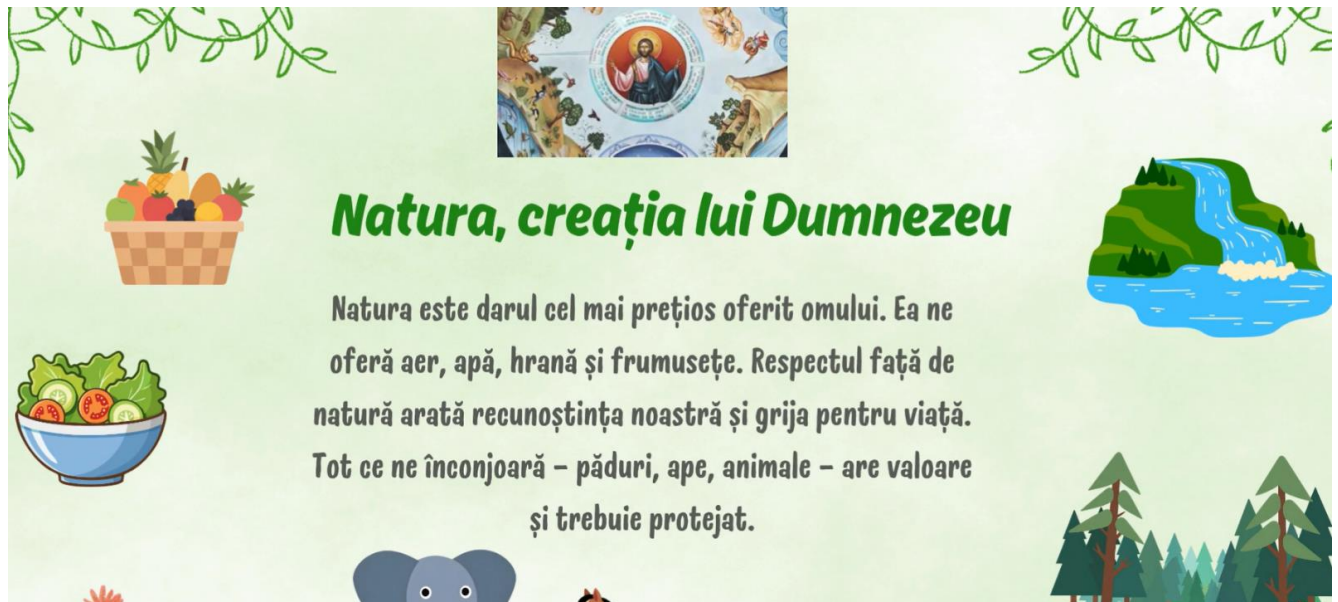 Natura, creația lui Dumnezeu
Natura este darul cel mai prețios oferit omului. Ea ne
oferă aer, apă, hrană și frumusețe. Respectul față de
natură arată recunoștința noastră și grija pentru viață.
Tot ce ne înconjoară – păduri, ape, animale – are valoare
și trebuie protejat.